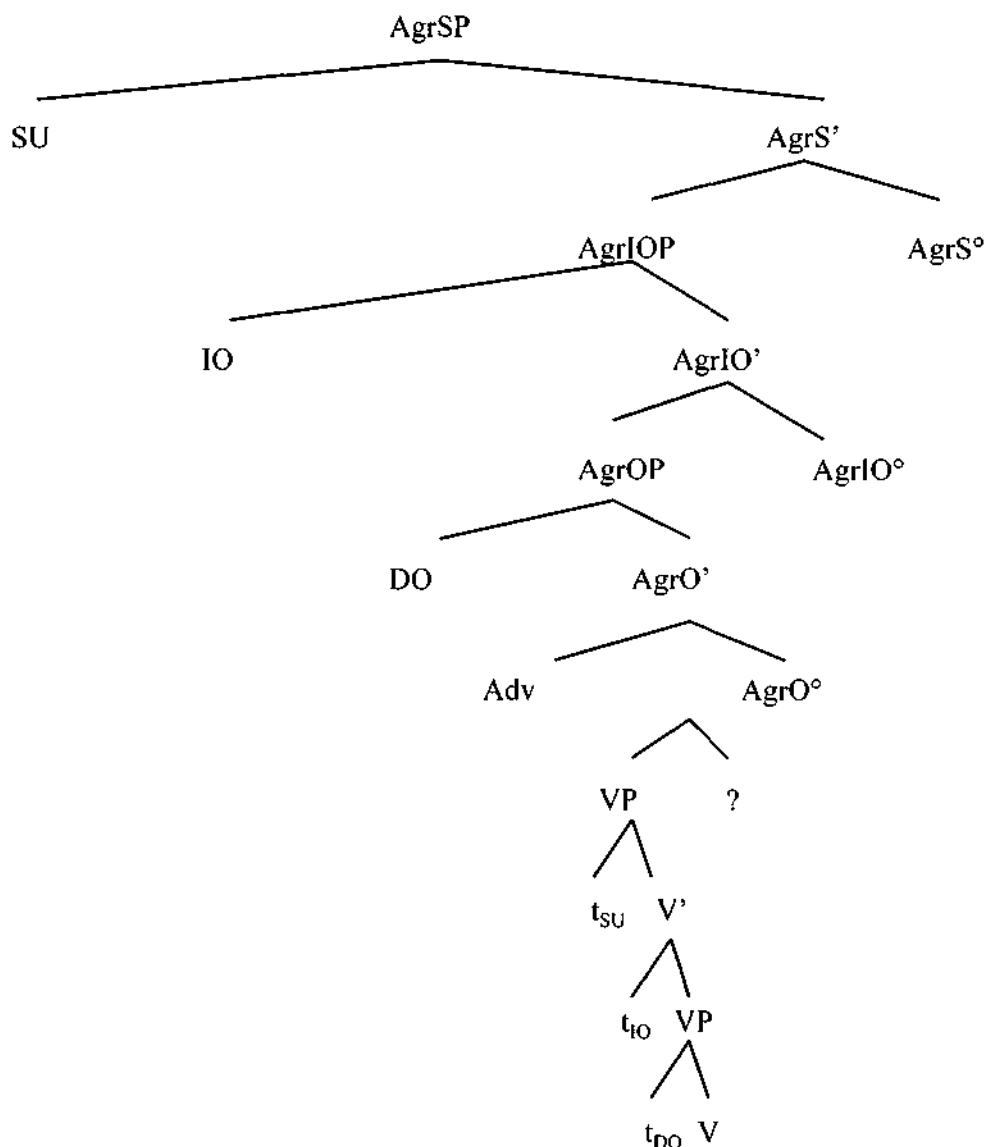 AgrSP
SU AgrS’
AgrIOP AgrS°
IO AgrIO’
AgrOP AgrIO°
DO AgrO’
Adv AgrO°
VP ?
tSU V’
tIO VP
tDO V